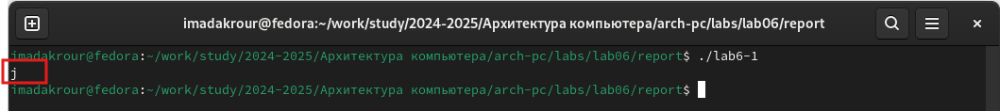 imadakrour@fedora:~/work/study/2024-2025/Архитектура компьютера/arch-pc/labs/lab06/report
imadakrour@fedora:~/work/study/2024-2025/Архитектура компьютера/arch-pc/labs/lab06/report$ ./lab6-1
j
imadakrour@fedora:~/work/study/2024-2025/Архитектура компьютера/arch-pc/labs/lab06/report$